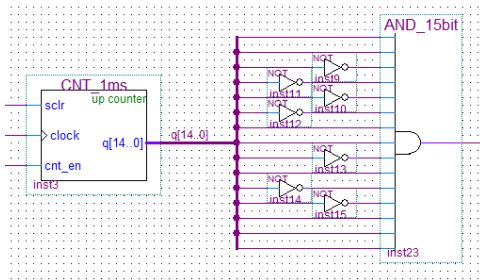 AND_15bit
CNT_1ms
up counter
sclr
clock
q[14..0]
cnt_en
inst3
q[14..0]
NOT
inst9
NOT
inst11
NOT
inst10
NOT
inst12
NOT
inst13
NOT
inst14
NOT
inst15
inst23